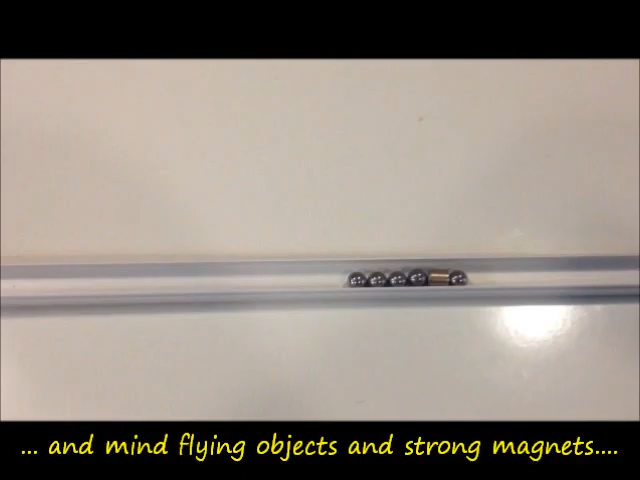 ... and mind flying objects and strong magnets....